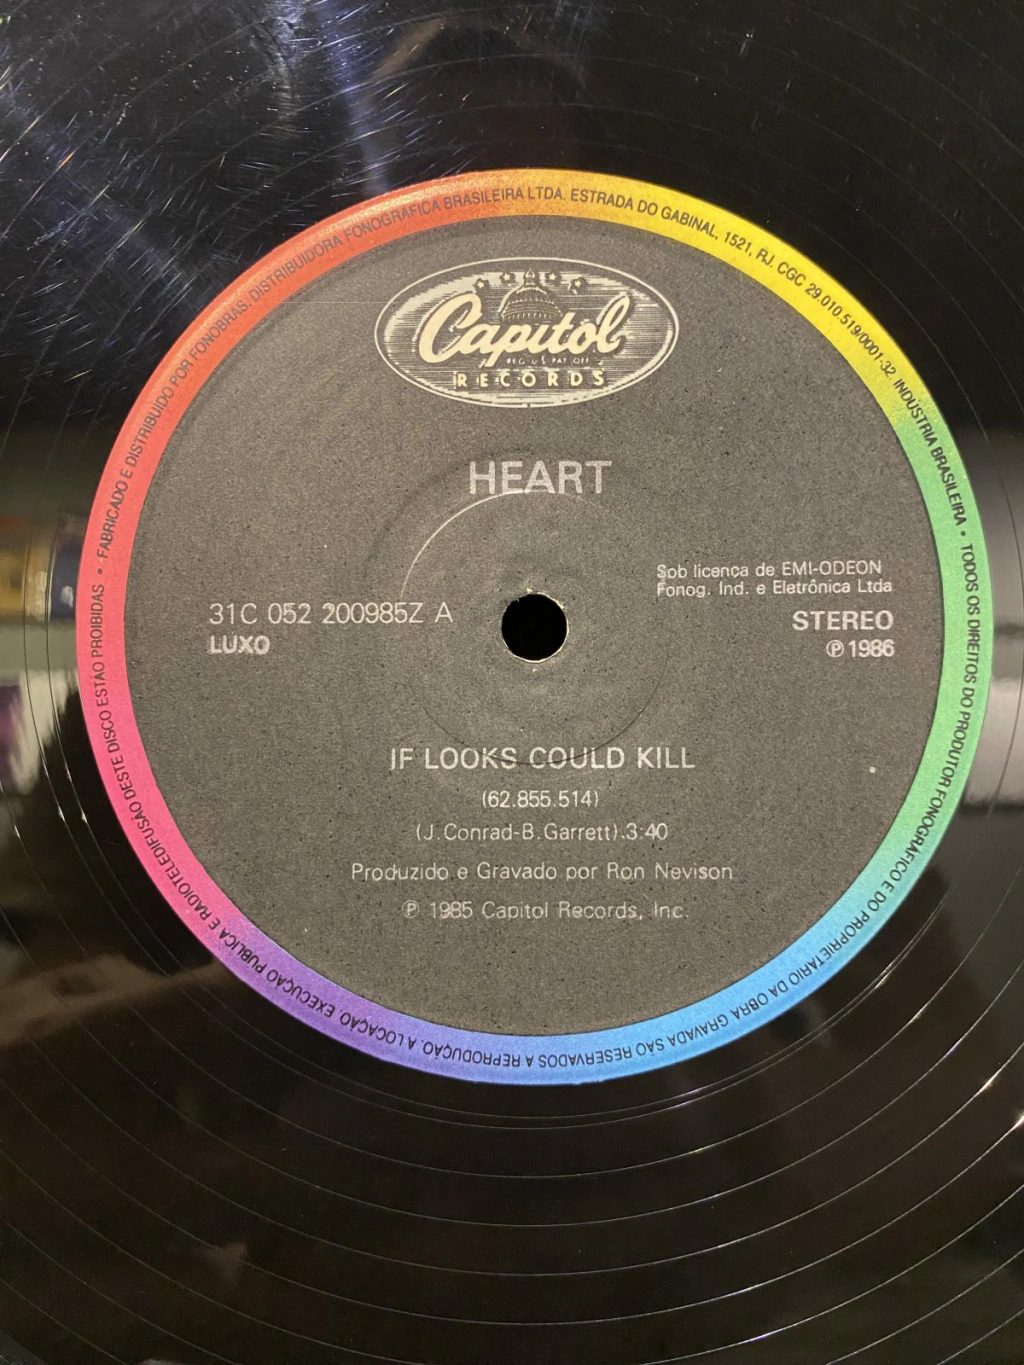 FABRICADO E DISTRIBUIDO POR FONOBRAS. DISTRIBUIDORA FONOGRAFICA BRASILEIRA LTDA. ESTRADA DO GABINAL, 1521, RJ. CGC 29.010.519/0001-32. INDUSTRIA BRASILEIRA • TODOS OS DIREITOS DO PRODUTOR FONOGRAFICO E DO PROPRIETARIO DA OBRA GRAVADA SÃO RESERVADOS A REPRODUÇÃO. A LOCAÇÃO. EXECUÇÃO PUBLICA E RADIOTELEDIFUSÃO DESTE DISCO ESTÃO PROIBIDAS •
Capitol
REG. U.S. PAT. OFF.
RECORDS
HEART
Sob licença de EMI-ODEON
Fonog. Ind. e Eletrônica Ltda
31C 052 200985Z A
STEREO
LUXO
℗ 1986
IF LOOKS COULD KILL
(62.855.514)
(J. Conrad-B. Garrett).3:40
Produzido e Gravado por Ron Nevison
℗ 1985 Capitol Records, Inc.